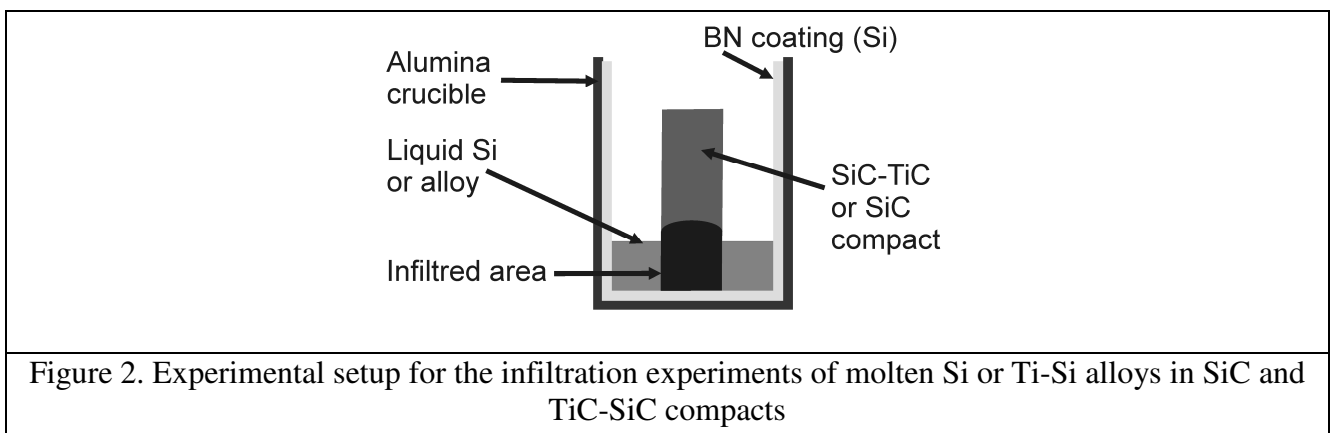 BN coating (Si)
Alumina
crucible
Liquid Si
or alloy
SiC-TiC
or SiC
compact
Infiltred area
Figure 2. Experimental setup for the infiltration experiments of molten Si or Ti-Si alloys in SiC and
TiC-SiC compacts